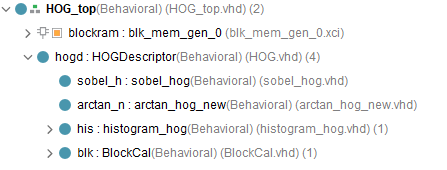 HOG_top(Behavioral) (HOG_top.vhd) (2)
blockram : blk_mem_gen_0 (blk_mem_gen_0.xci)
hogd : HOGDescriptor(Behavioral) (HOG.vhd) (4)
sobel_h : sobel_hog(Behavioral) (sobel_hog.vhd)
arctan_n : arctan_hog_new(Behavioral) (arctan_hog_new.vhd)
his : histogram_hog(Behavioral) (histogram_hog.vhd) (1)
blk : BlockCal(Behavioral) (BlockCal.vhd) (1)